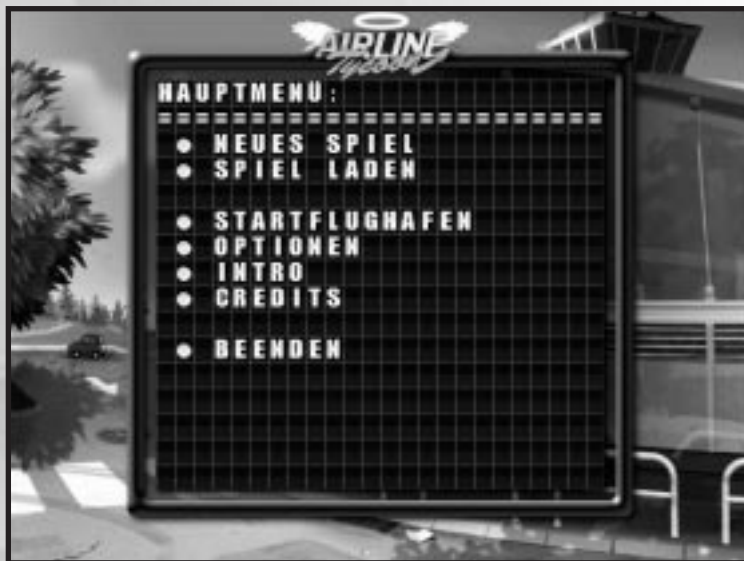 AIRLINE
Tycoon
HAUPTMENÜ:
========================
● NEUES SPIEL
● SPIEL LADEN
● STARTFLUGHAFEN
● OPTIONEN
● INTRO
● CREDITS
● BEENDEN